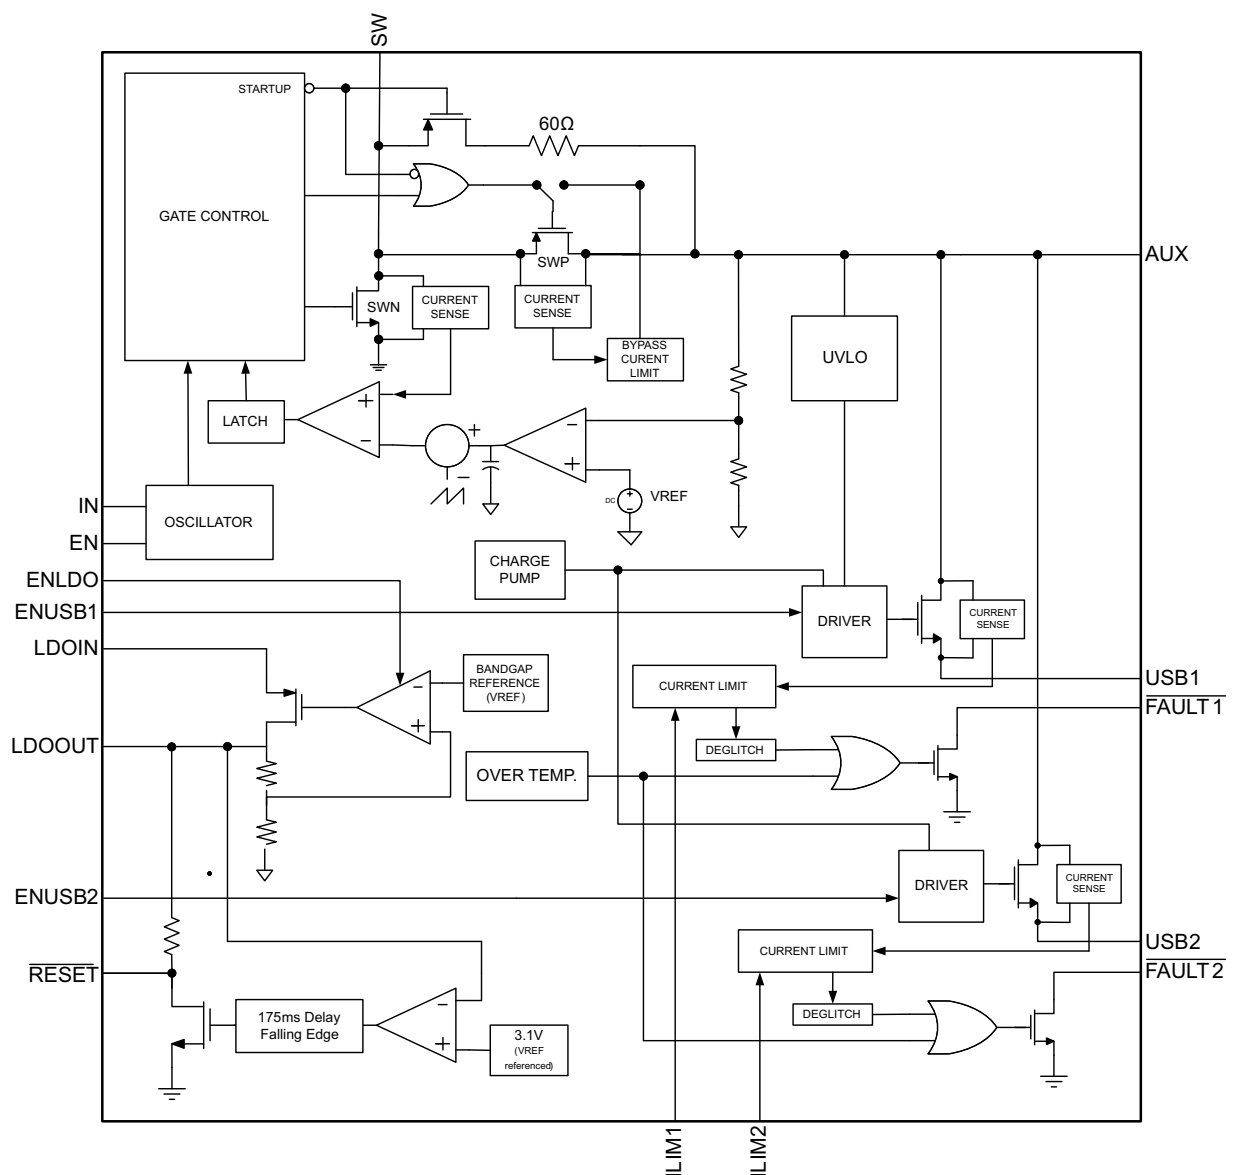 SW
STARTUP
60Ω
GATE CONTROL
SWP
AUX
SWN
CURRENT
SENSE
CURRENT
SENSE
BYPASS
CURENT
LIMIT
UVLO
LATCH
+
−
+
−
−
+
DC
+
−
VREF
IN
EN
OSCILLATOR
CHARGE
PUMP
ENLDO
ENUSB1
DRIVER
CURRENT
SENSE
LDOIN
BANDGAP
REFERENCE
(VREF)
−
+
CURRENT LIMIT
USB1
FAULT1
LDOOUT
DEGLITCH
OVER TEMP.
ENUSB2
DRIVER
CURRENT
SENSE
CURRENT LIMIT
USB2
FAULT2
RESET
DEGLITCH
175ms Delay
Falling Edge
−
+
3.1V
(VREF
referenced)
ILIM1
ILIM2